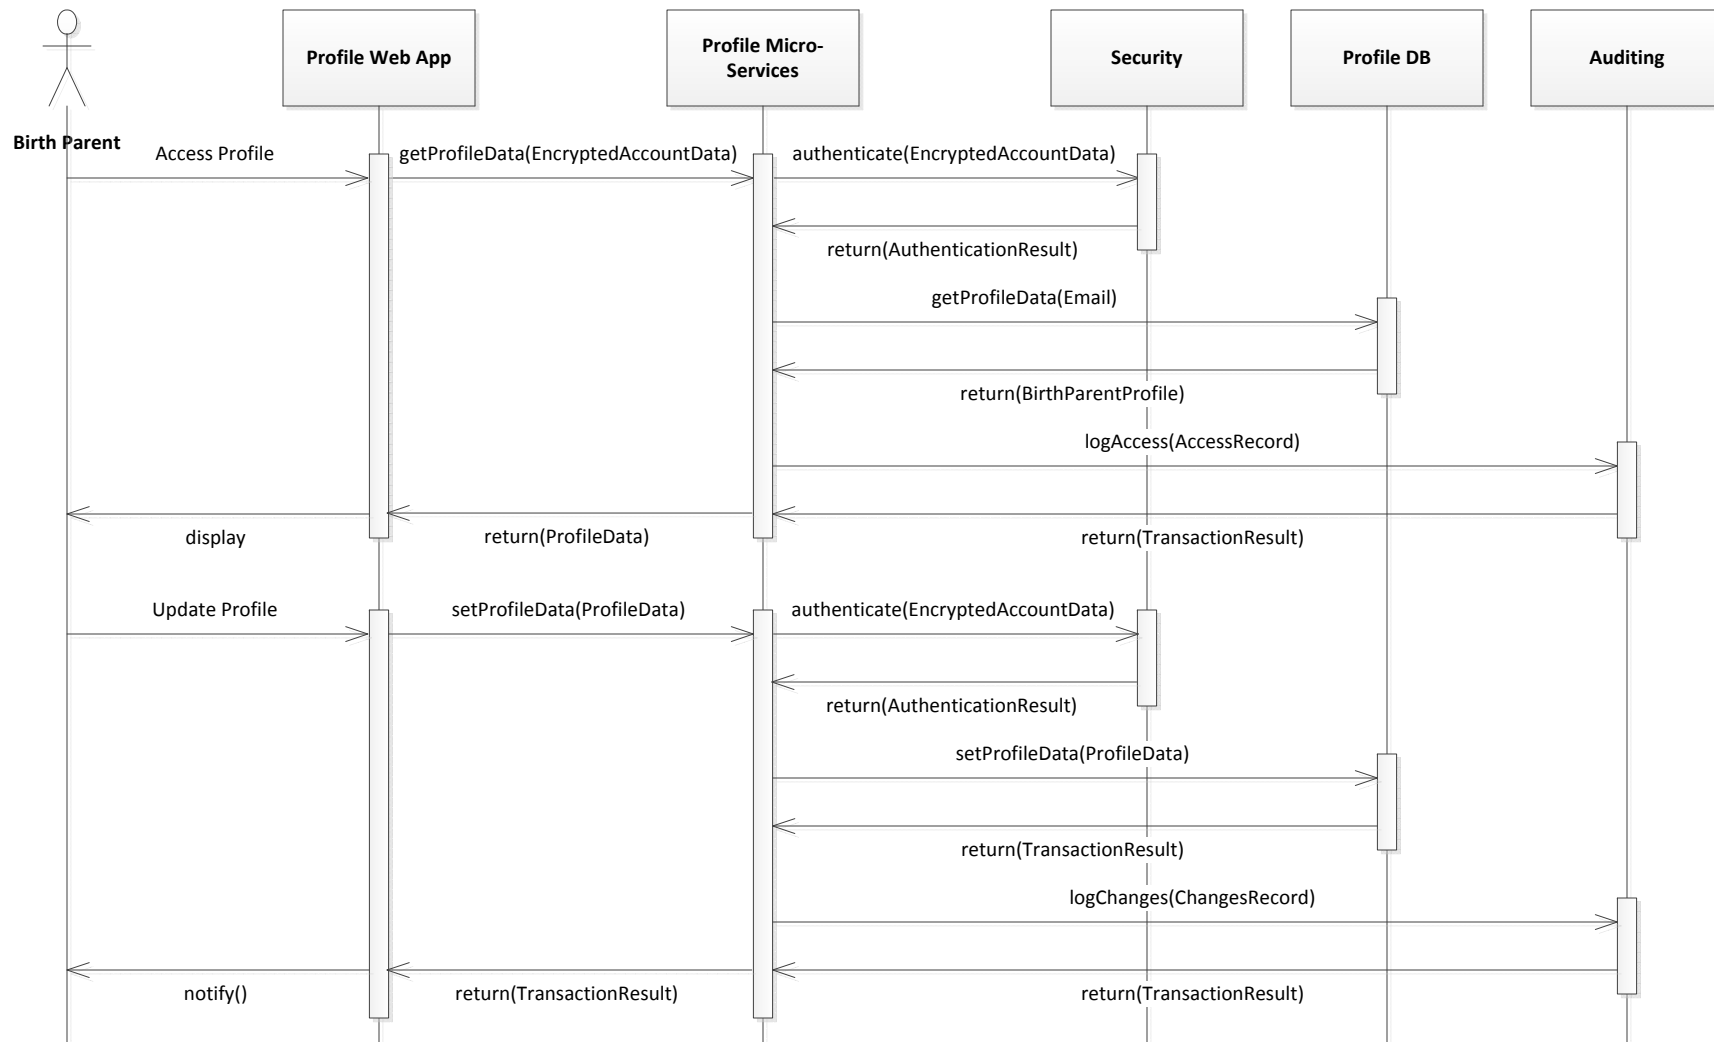 Profile Web App
Profile Micro-
Services
Security
Profile DB
Auditing
Birth Parent
Access Profile
getProfileData(EncryptedAccountData)
authenticate(EncryptedAccountData)
return(AuthenticationResult)
getProfileData(Email)
return(BirthParentProfile)
logAccess(AccessRecord)
display
return(ProfileData)
return(TransactionResult)
Update Profile
setProfileData(ProfileData)
authenticate(EncryptedAccountData)
return(AuthenticationResult)
setProfileData(ProfileData)
return(TransactionResult)
logChanges(ChangesRecord)
notify()
return(TransactionResult)
return(TransactionResult)